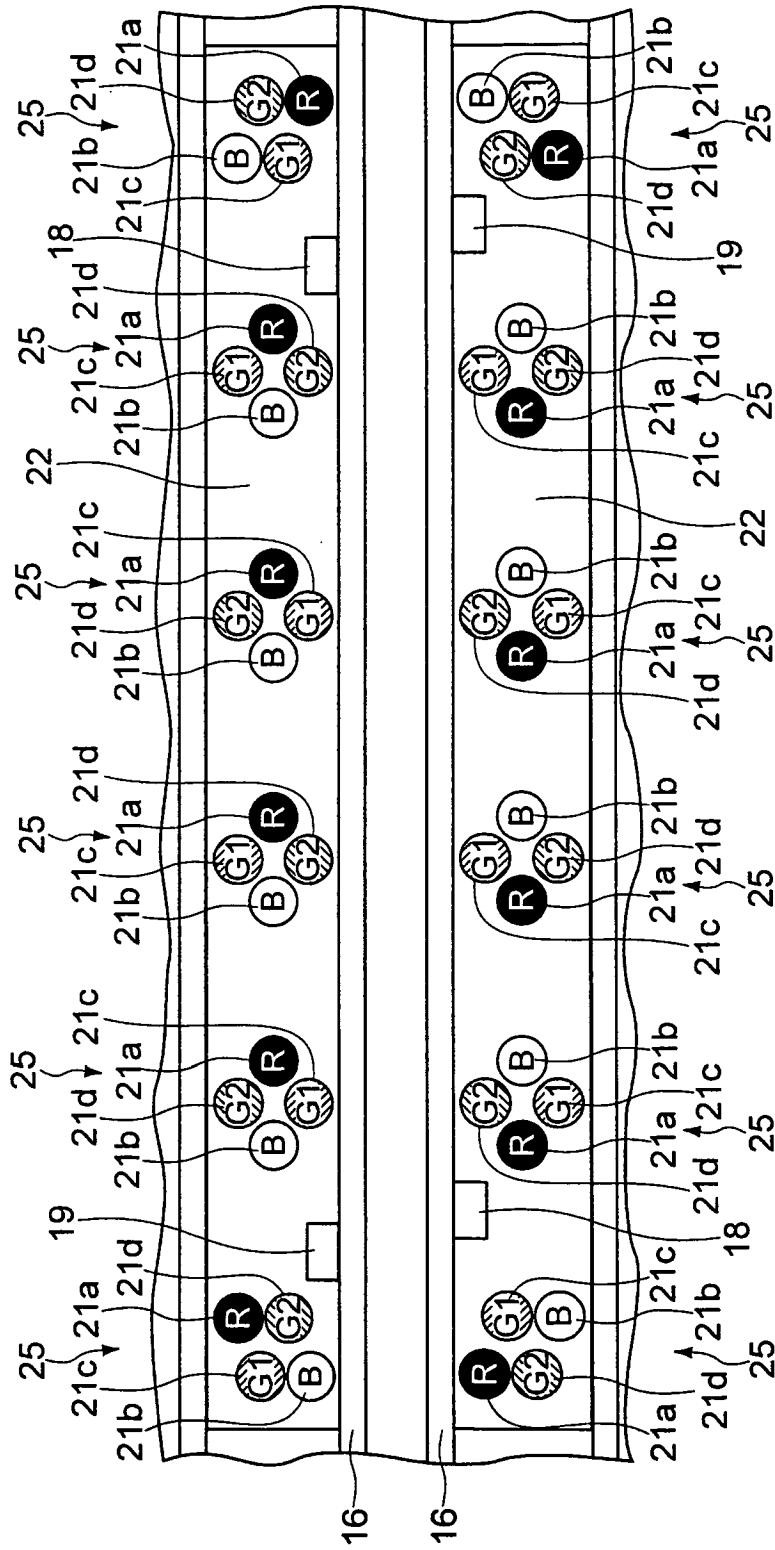 25 25 25 25 22 25 25
19 18
21b 21c 21a 21d
21b 21d 21a 21c
21b 21c 21a 21d
21b 21d 21a 21c
21b 21c 21a 21d
21c 21b 21d 21a
B G1 R G2
B G2 G1 R
B G1 G2 R
B G2 G1 R
B G1 G2 R
G1 B G2 R
16
16
R G2 G1 B
R G2 G1 B
R G1 G2 B
R G2 G1 B
R G1 G2 B
R G2 B G1
21a 21d 21b 21c
18
21d 21a 21c 21b
21c 21a 21d 21b
21d 21a 21c 21b
22
21c 21a 21d 21b
19
21d 21a 21c 21b
25 25 25 25 25 25